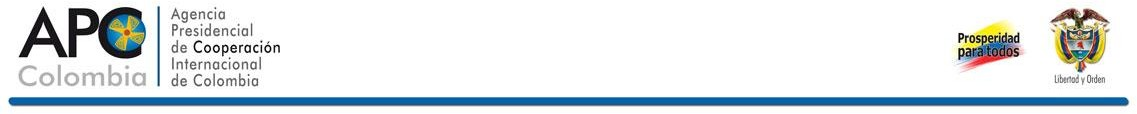 APC
Colombia
Agencia
Presidencial
de Cooperación
Internacional
de Colombia
Prosperidad
para todos
Libertad y Orden